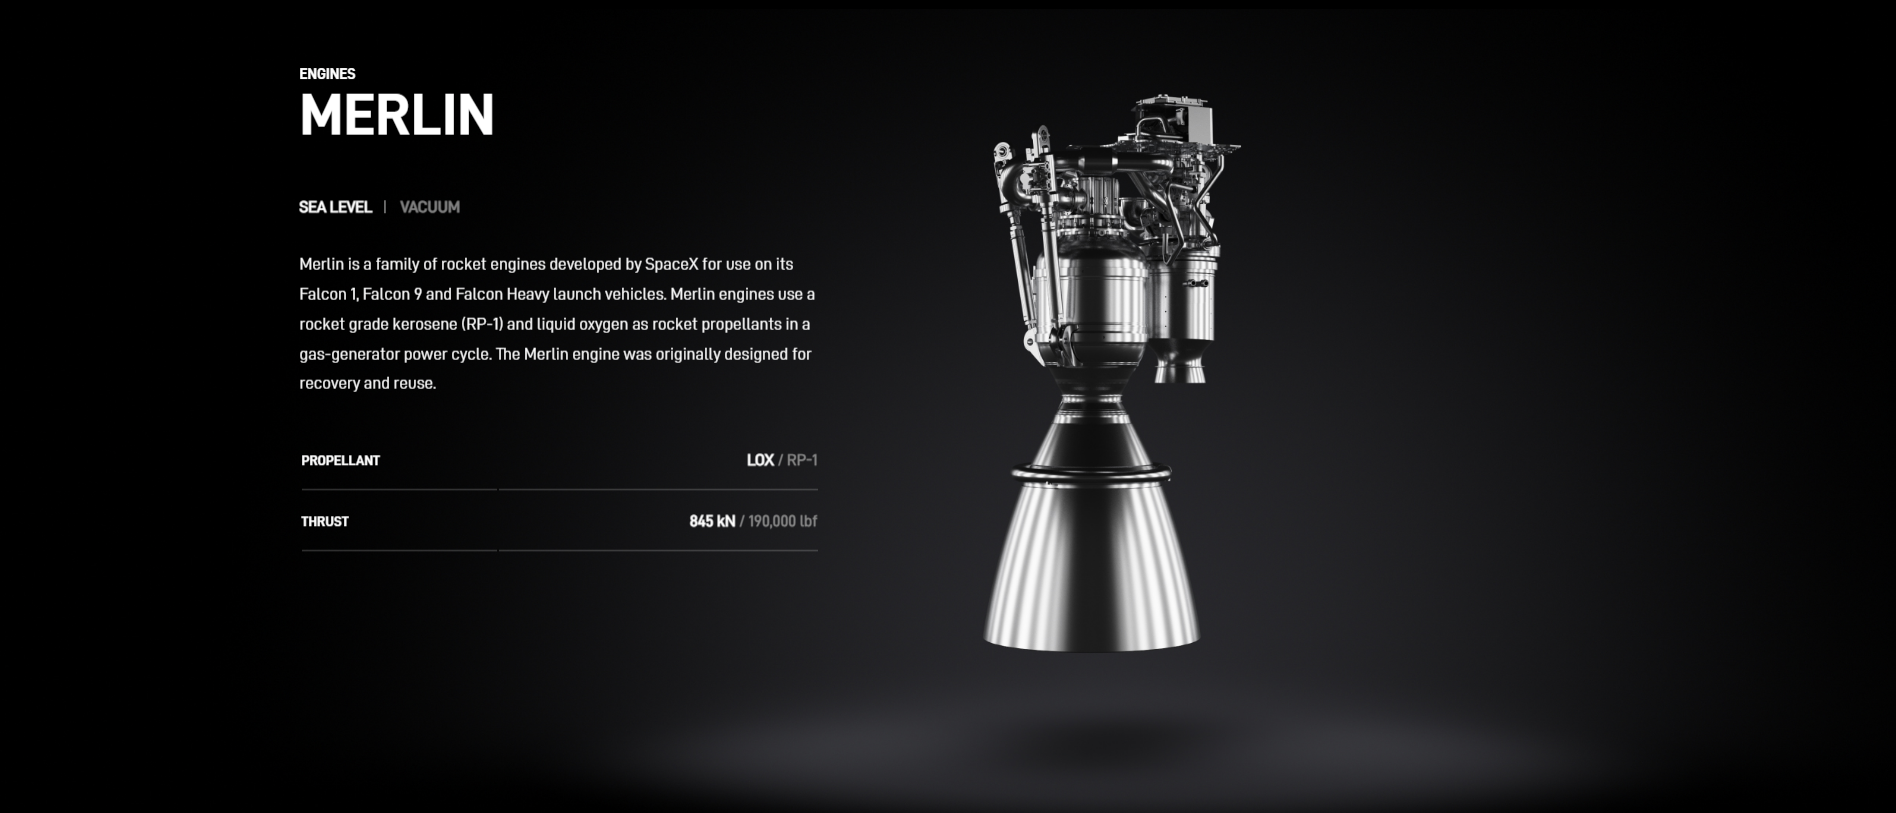 ENGINES
MERLIN
SEA LEVEL | VACUUM
Merlin is a family of rocket engines developed by SpaceX for use on its
Falcon 1, Falcon 9 and Falcon Heavy launch vehicles. Merlin engines use a
rocket grade kerosene (RP-1) and liquid oxygen as rocket propellants in a
gas-generator power cycle. The Merlin engine was originally designed for
recovery and reuse.
PROPELLANT LOX / RP-1
THRUST 845 kN / 190,000 lbf